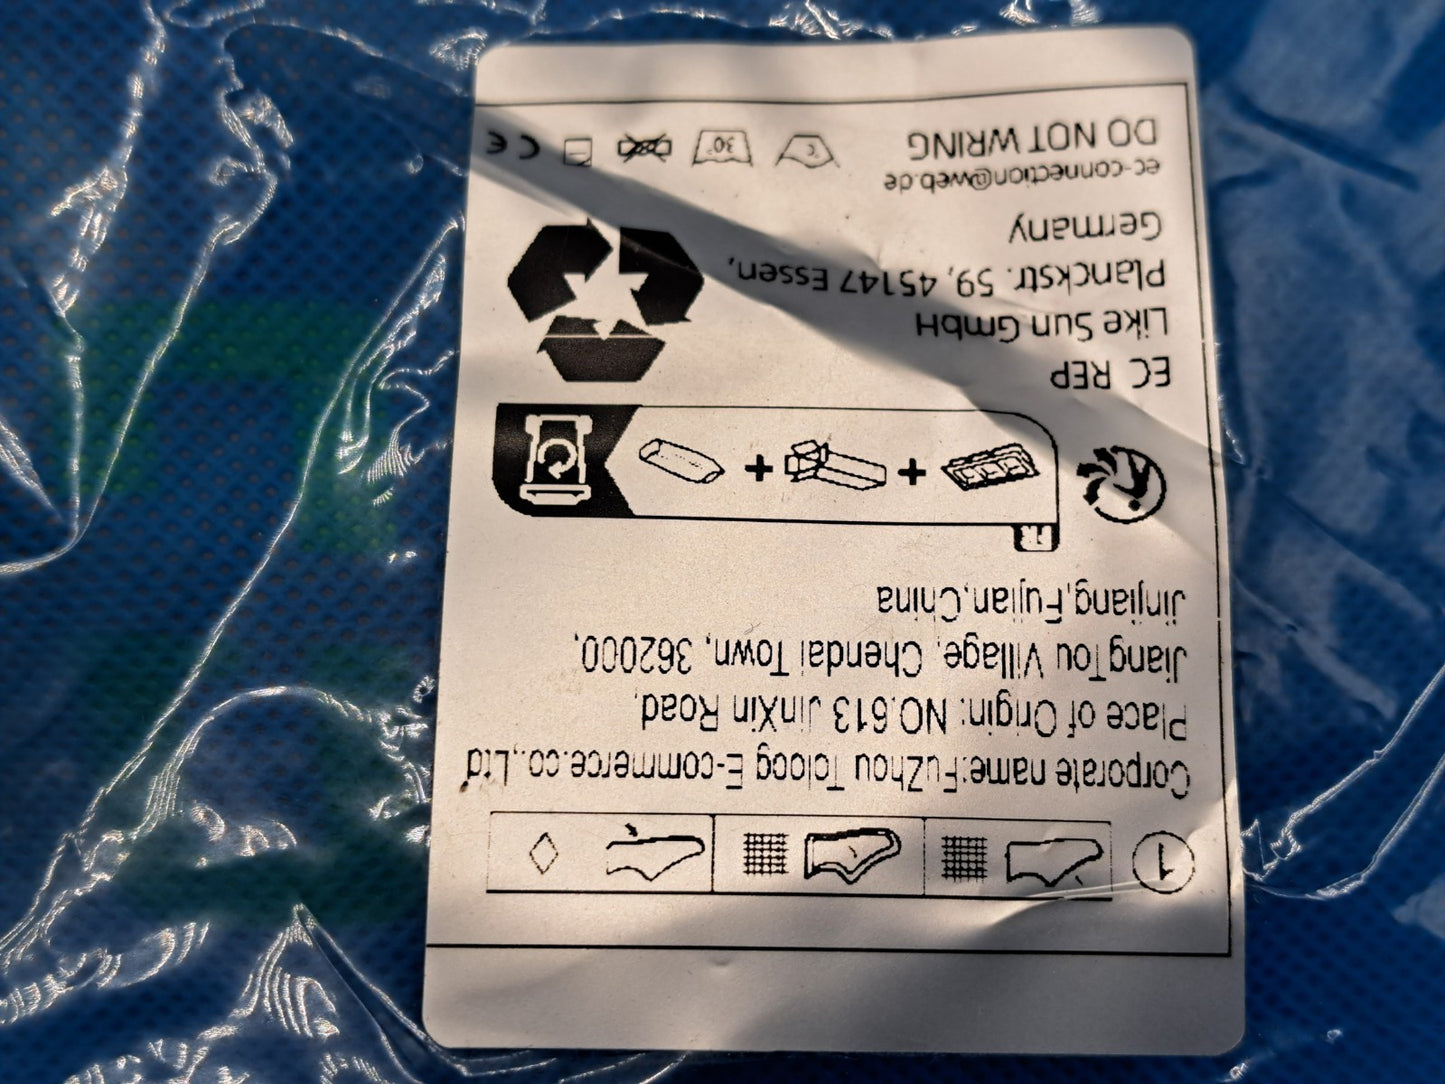 1
Corporate name:FuZhou Toloog E-commerce.co.,Ltd
Place of Origin: NO.613 JinXin Road,
JiangTou Village, Chendai Town, 362000,
Jinjiang,Fujian,China
FR
EC REP
Like Sun GmbH
Planckstr. 59, 45147 Essen,
Germany
ec-connection@web.de
DO NOT WRING
℃ 30° CE